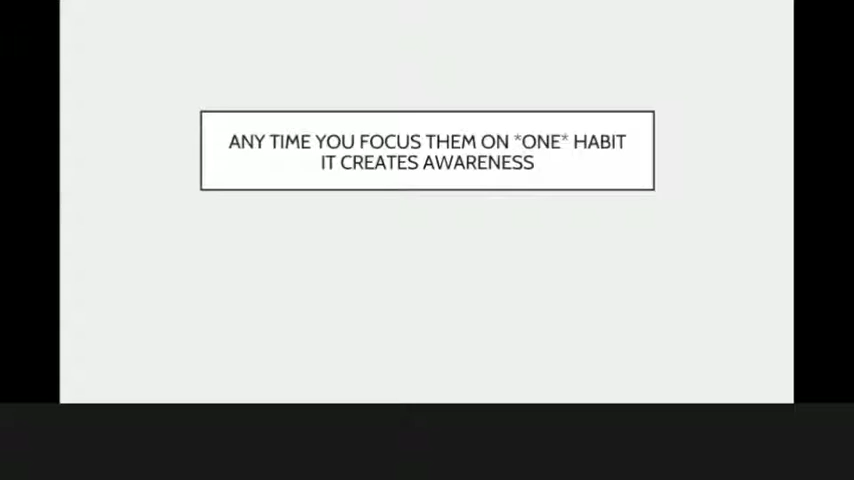 ANY TIME YOU FOCUS THEM ON *ONE* HABIT
IT CREATES AWARENESS